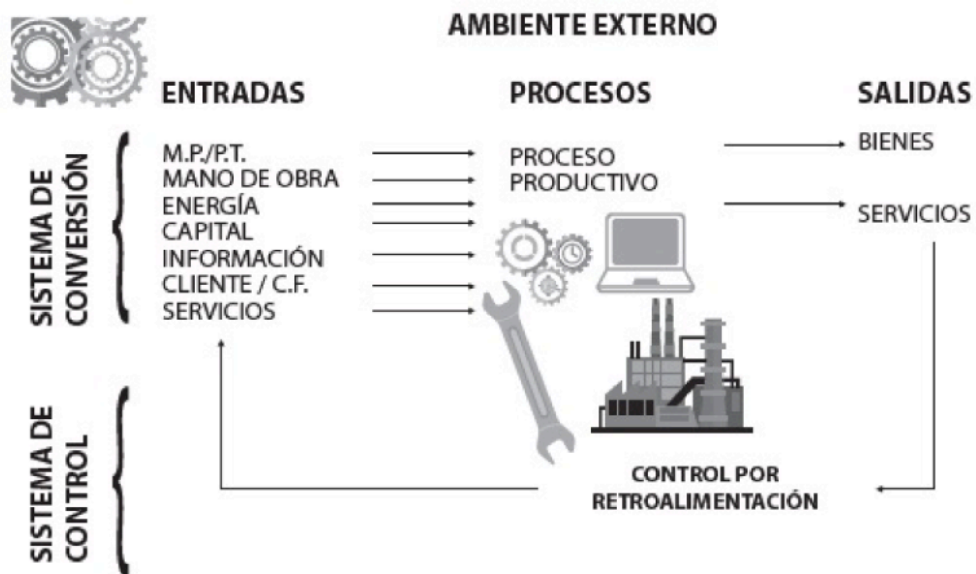 AMBIENTE EXTERNO
ENTRADAS
PROCESOS
SALIDAS
SISTEMA DE
CONVERSIÓN
M.P./P.T.
MANO DE OBRA
ENERGÍA
CAPITAL
INFORMACIÓN
CLIENTE / C.F.
SERVICIOS
PROCESO
PRODUCTIVO
BIENES
SERVICIOS
SISTEMA DE
CONTROL
CONTROL POR
RETROALIMENTACIÓN